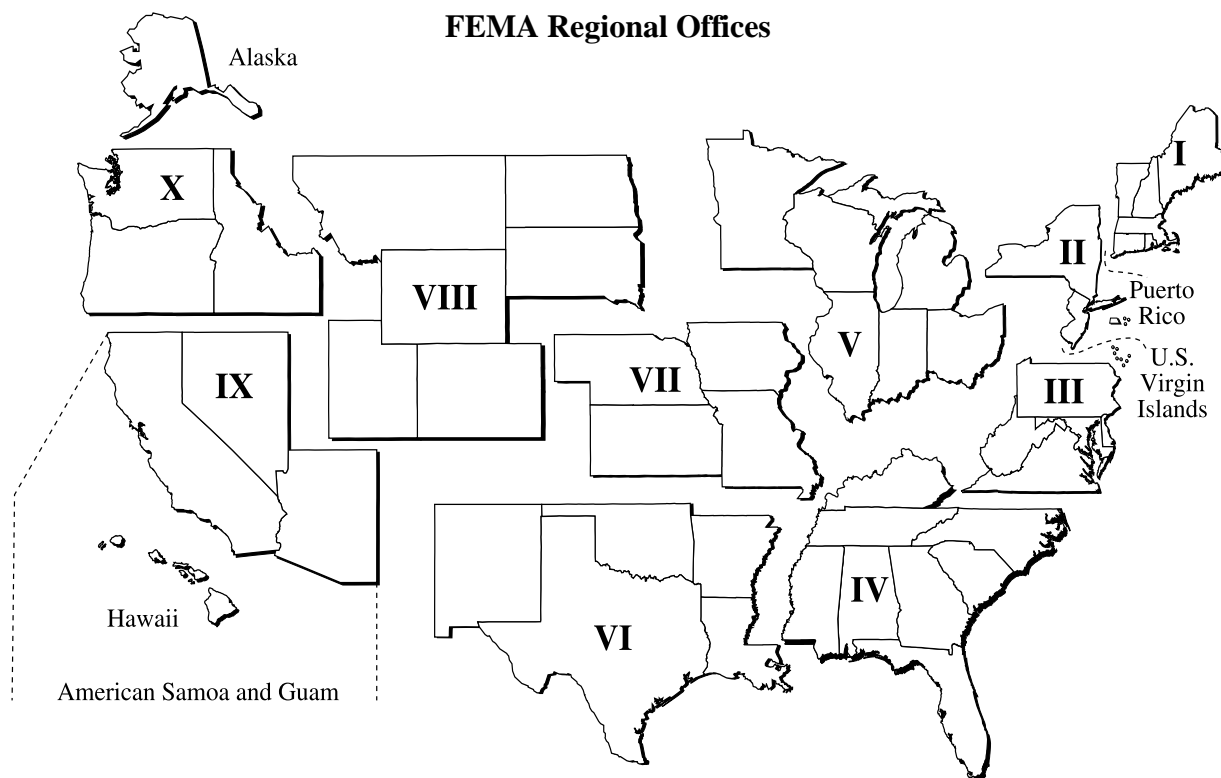 FEMA Regional Offices
Alaska
I
X
II
VIII
Puerto
Rico
V
U.S.
Virgin
Islands
VII
IX
III
IV
Hawaii
VI
American Samoa and Guam